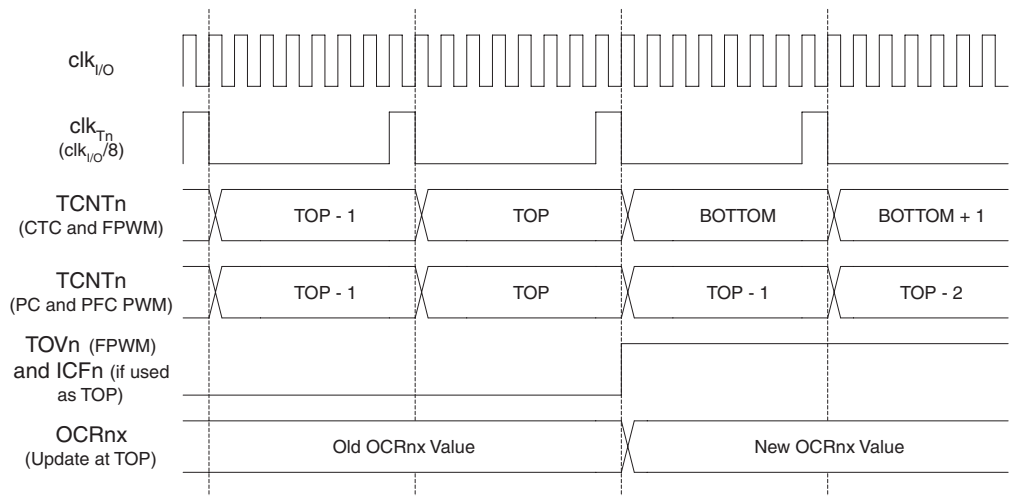 clkI/O
clkTn
(clkI/O/8)
TCNTn
(CTC and FPWM)
TOP - 1
TOP
BOTTOM
BOTTOM + 1
TCNTn
(PC and PFC PWM)
TOP - 1
TOP
TOP - 1
TOP - 2
TOVn (FPWM)
and ICFn (if used
as TOP)
OCRnx
(Update at TOP)
Old OCRnx Value
New OCRnx Value